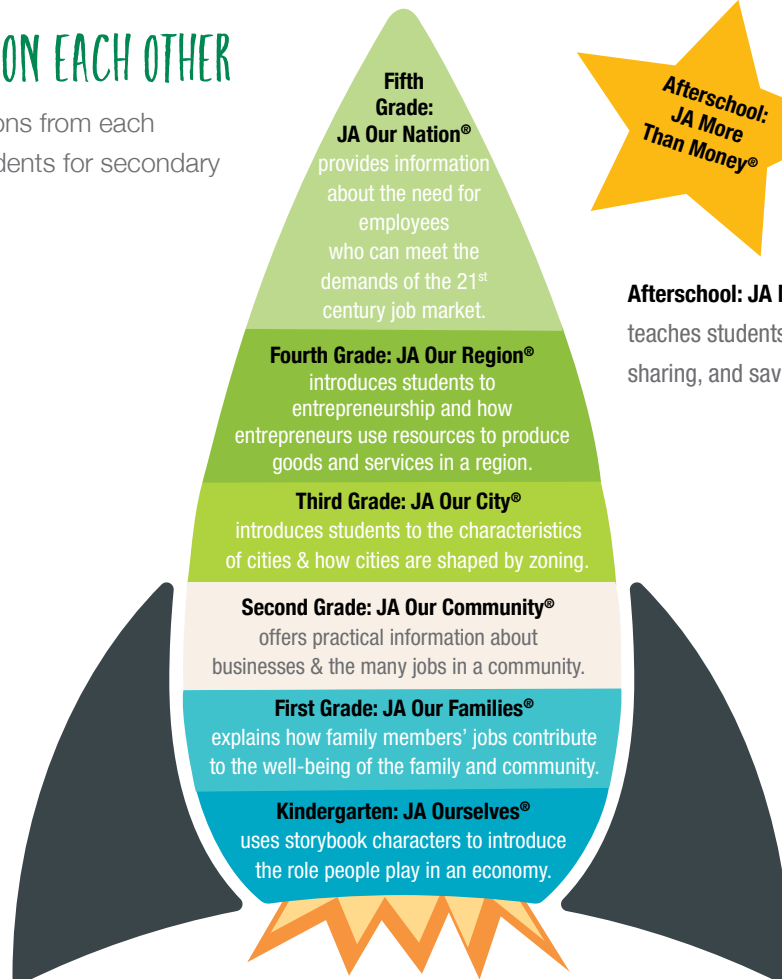 ON EACH OTHER
ons from each
dents for secondary
Fifth
Grade:
JA Our Nation®
provides information
about the need for
employees
who can meet the
demands of the 21st
century job market.
Fourth Grade: JA Our Region®
introduces students to
entrepreneurship and how
entrepreneurs use resources to produce
goods and services in a region.
Third Grade: JA Our City®
introduces students to the characteristics
of cities & how cities are shaped by zoning.
Second Grade: JA Our Community®
offers practical information about
businesses & the many jobs in a community.
First Grade: JA Our Families®
explains how family members’ jobs contribute
to the well-being of the family and community.
Kindergarten: JA Ourselves®
uses storybook characters to introduce
the role people play in an economy.
Afterschool:
JA More
Than Money®
Afterschool: JA
teaches students
sharing, and sav